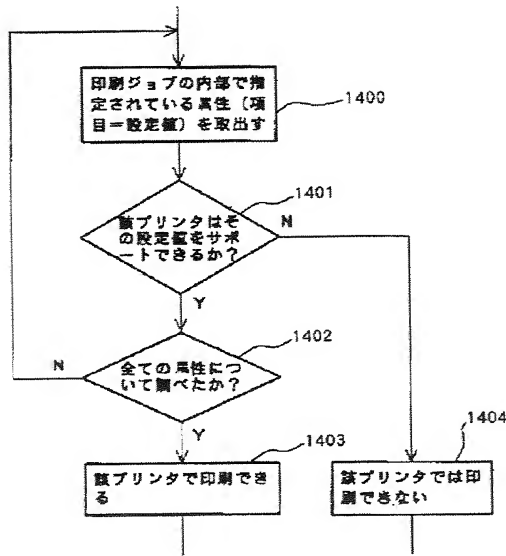 印刷ジョブの内部で指
定されている属性(項
目=設定値)を取出す
1400
1401
該プリンタはそ
の設定値をサポ
ートできるか?
N
Y
1402
全ての属性につ
いて調べたか?
N
Y
1403
該プリンタで印刷でき
る
1404
該プリンタでは印
刷できない